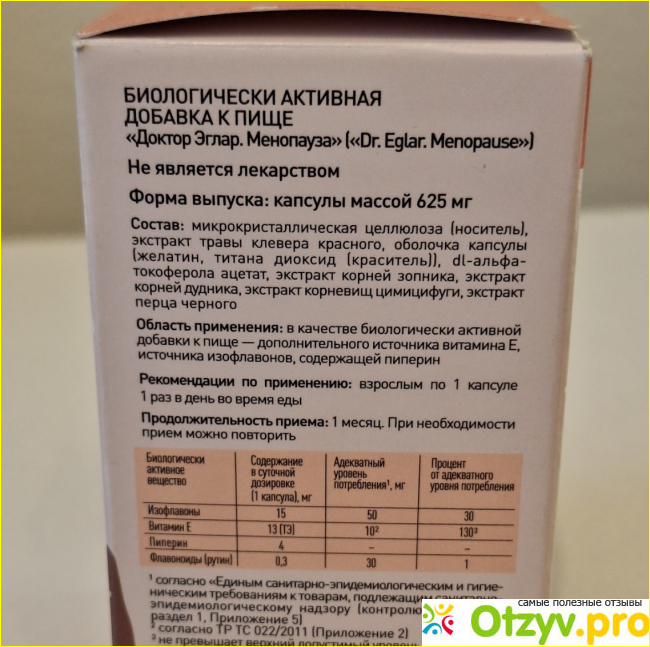 БИОЛОГИЧЕСКИ АКТИВНАЯ
ДОБАВКА К ПИЩЕ
«Доктор Эглар. Менопауза» («Dr. Eglar. Menopause»)
Не является лекарством
Форма выпуска: капсулы массой 625 мг
Состав: микрокристаллическая целлюлоза (носитель),
экстракт травы клевера красного, оболочка капсулы
(желатин, титана диоксид (краситель)), dl-альфа-
токоферола ацетат, экстракт корней зопника, экстракт
корней дудника, экстракт корневищ цимицифуги, экстракт
перца черного
Область применения: в качестве биологически активной
добавки к пище — дополнительного источника витамина Е,
источника изофлавонов, содержащей пиперин
Рекомендации по применению: взрослым по 1 капсуле
1 раз в день во время еды
Продолжительность приема: 1 месяц. При необходимости
прием можно повторить
Биологически активное вещество | Содержание в суточной дозировке (1 капсула), мг | Адекватный уровень потребления¹, мг | Процент от адекватного уровня потребления
Изофлавоны 15 50 30
Витамин Е 13 (ТЭ) 10² 130³
Пиперин 4 – –
Флавоноиды (рутин) 0,3 30 1
¹ согласно «Единым санитарно-эпидемиологическим и гигие-
ническим требованиям к товарам, подлежащим санитарно-
эпидемиологическому надзору (контролю
раздел 1, Приложение 5)
² согласно ТР ТС 022/2011 (Приложение 2)
³ не превышает верхний допустимый уровень
самые полезные отзывы
Otzyv.pro